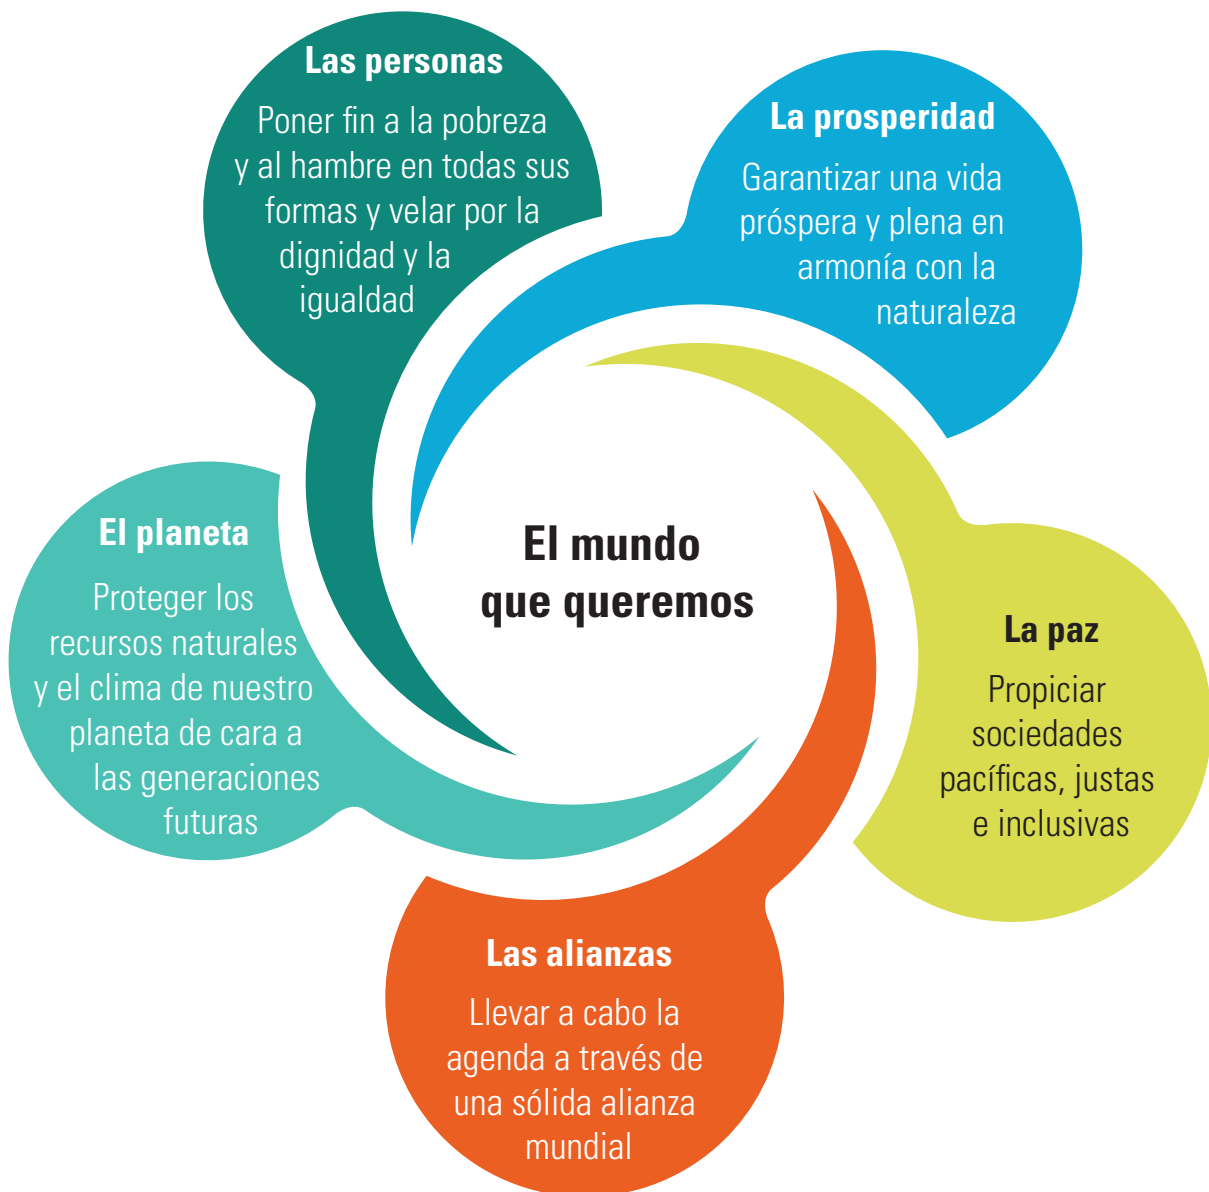 Las personas
Poner fin a la pobreza
y al hambre en todas sus
formas y velar por la
dignidad y la
igualdad
La prosperidad
Garantizar una vida
próspera y plena en
armonía con la
naturaleza
El planeta
Proteger los
recursos naturales
y el clima de nuestro
planeta de cara a
las generaciones
futuras
El mundo
que queremos
La paz
Propiciar
sociedades
pacíficas, justas
e inclusivas
Las alianzas
Llevar a cabo la
agenda a través de
una sólida alianza
mundial